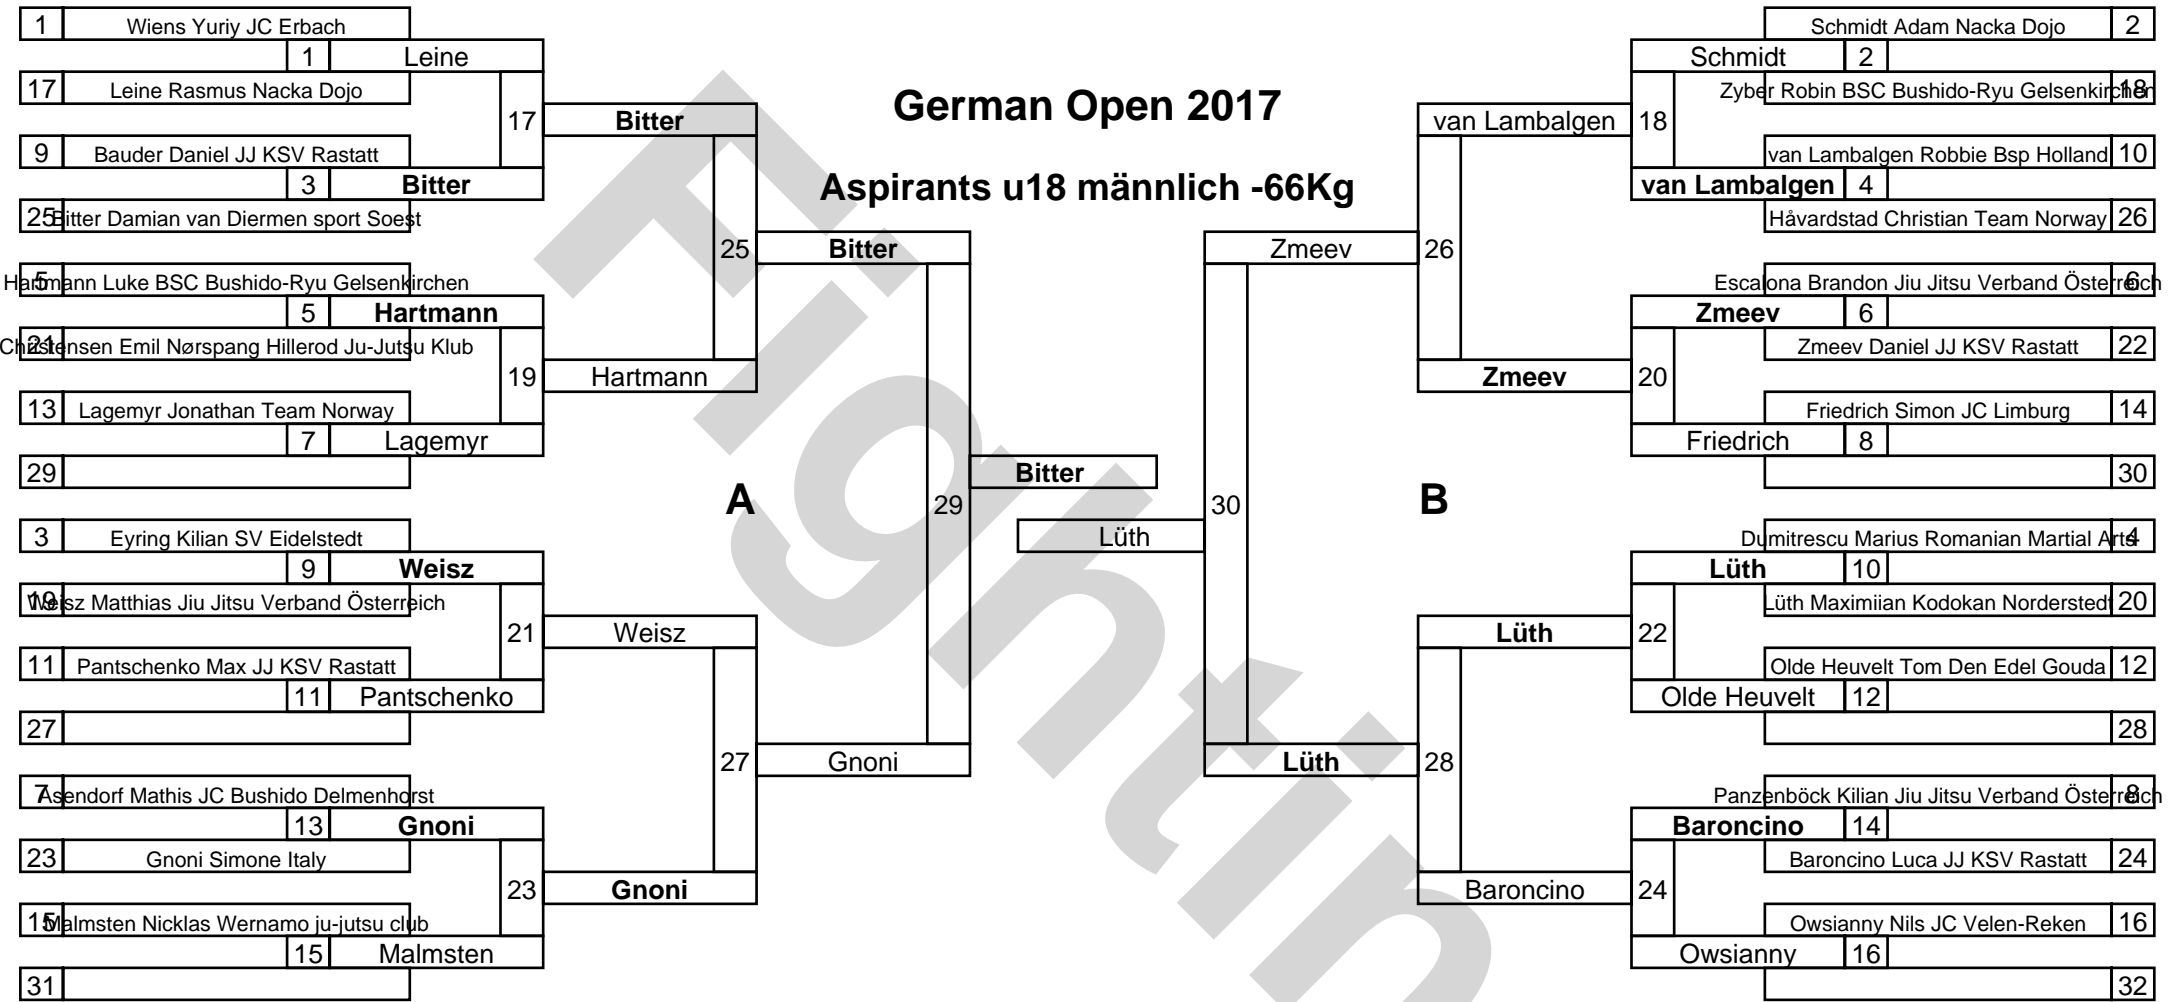 German Open 2017
Aspirants u18 männlich -66Kg
A
B
1 Wiens Yuriy JC Erbach
1 Leine
17 Leine Rasmus Nacka Dojo
17 Bitter
9 Bauder Daniel JJ KSV Rastatt
3 Bitter
25 Bitter Damian van Diermen sport Soest
25 Bitter
5 Hartmann Luke BSC Bushido-Ryu Gelsenkirchen
5 Hartmann
21 Christensen Emil Nørspang Hillerod Ju-Jutsu Klub
19 Hartmann
13 Lagemyr Jonathan Team Norway
7 Lagemyr
29
29 Bitter
3 Eyring Kilian SV Eidelstedt
9 Weisz
19 Weisz Matthias Jiu Jitsu Verband Österreich
21 Weisz
11 Pantschenko Max JJ KSV Rastatt
11 Pantschenko
27
27 Gnoni
7 Asendorf Mathis JC Bushido Delmenhorst
13 Gnoni
23 Gnoni Simone Italy
23 Gnoni
15 Malmsten Nicklas Wernamo ju-jutsu club
15 Malmsten
31
Schmidt Adam Nacka Dojo 2
Schmidt 2
Zyber Robin BSC Bushido-Ryu Gelsenkirchen 18
van Lambalgen 18
van Lambalgen Robbie Bsp Holland 10
van Lambalgen 4
Håvardstad Christian Team Norway 26
Zmeev 26
Escalona Brandon Jiu Jitsu Verband Österreich 6
Zmeev 6
Zmeev Daniel JJ KSV Rastatt 22
Zmeev 20
Friedrich Simon JC Limburg 14
Friedrich 8
30
Lüth 30
Dumitrescu Marius Romanian Martial Arts 4
Lüth 10
Lüth Maximiian Kodokan Norderstedt 20
Lüth 22
Olde Heuvelt Tom Den Edel Gouda 12
Olde Heuvelt 12
28
Lüth 28
Panzenböck Kilian Jiu Jitsu Verband Österreich 8
Baroncino 14
Baroncino Luca JJ KSV Rastatt 24
Baroncino 24
Owsianny Nils JC Velen-Reken 16
Owsianny 16
32
Fightin